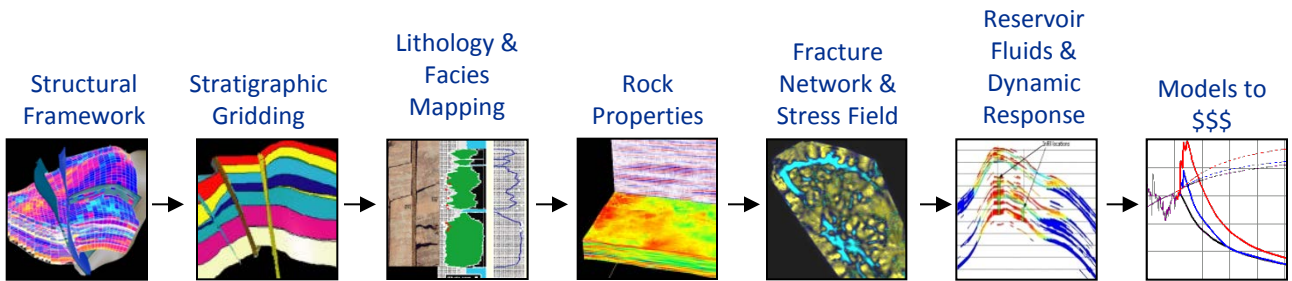 Structural
Framework
Stratigraphic
Gridding
Lithology &
Facies
Mapping
Rock
Properties
Fracture
Network &
Stress Field
Reservoir
Fluids &
Dynamic
Response
Models to
$$$